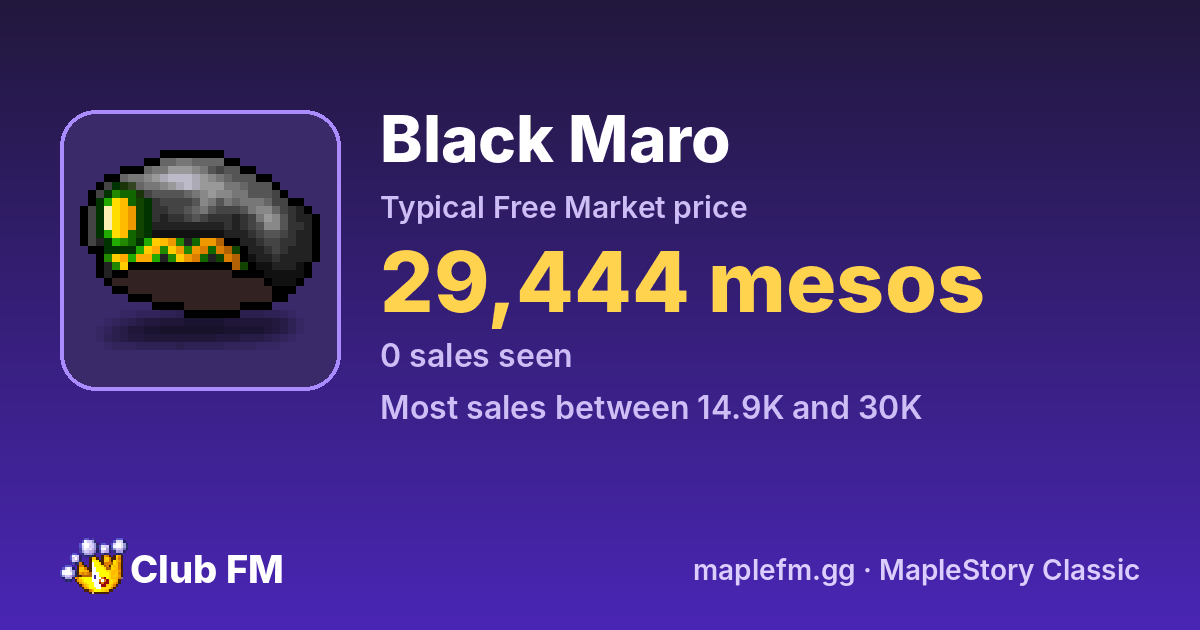 Black Maro
Typical Free Market price
29,444 mesos
0 sales seen
Most sales between 14.9K and 30K
Club FM
maplefm.gg · MapleStory Classic